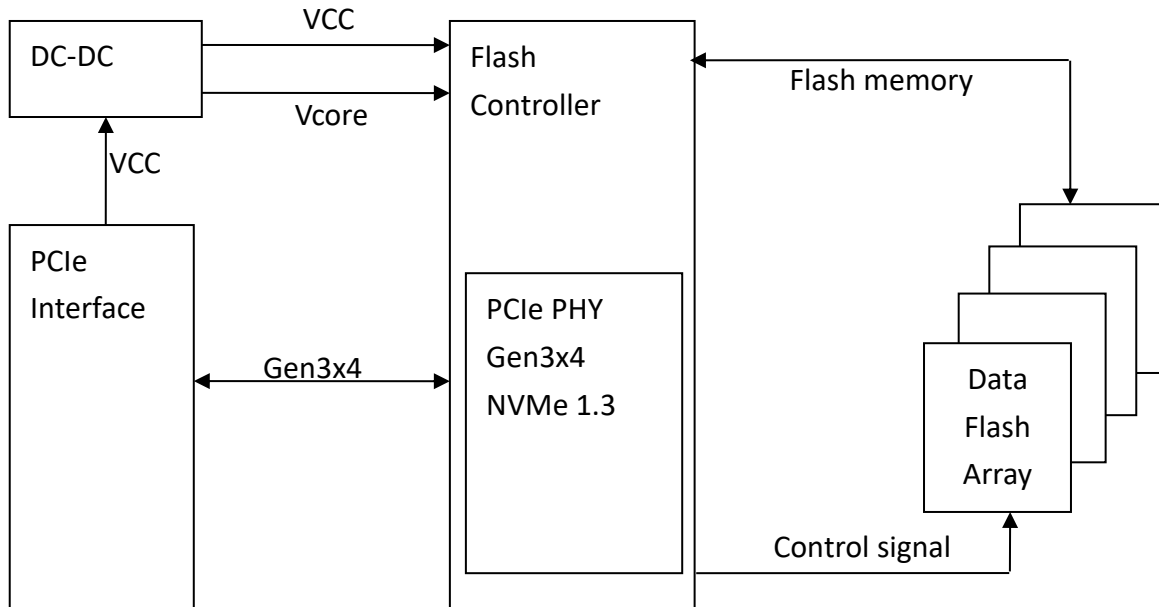 VCC
DC-DC
Vcore
VCC
Flash
Controller
Flash memory
PCIe
Interface
Gen3x4
PCIe PHY
Gen3x4
NVMe 1.3
Data
Flash
Array
Control signal